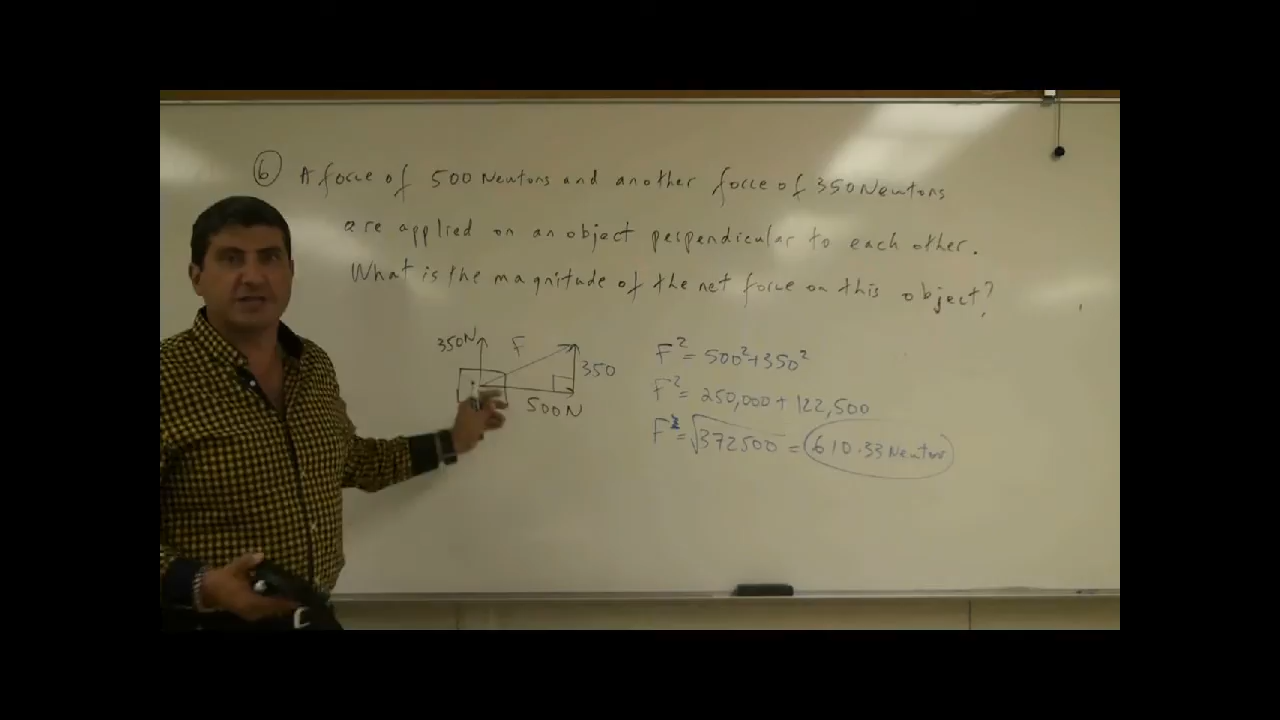 6 A force of 500 Newtons and another force of 350 Newtons
are applied on an object perpendicular to each other.
What is the magnitude of the net force on this object?
350N F
350
500N
F² = 500² + 350²
F² = 250,000 + 122,500
F² = √372500 = 610.33 Newtons